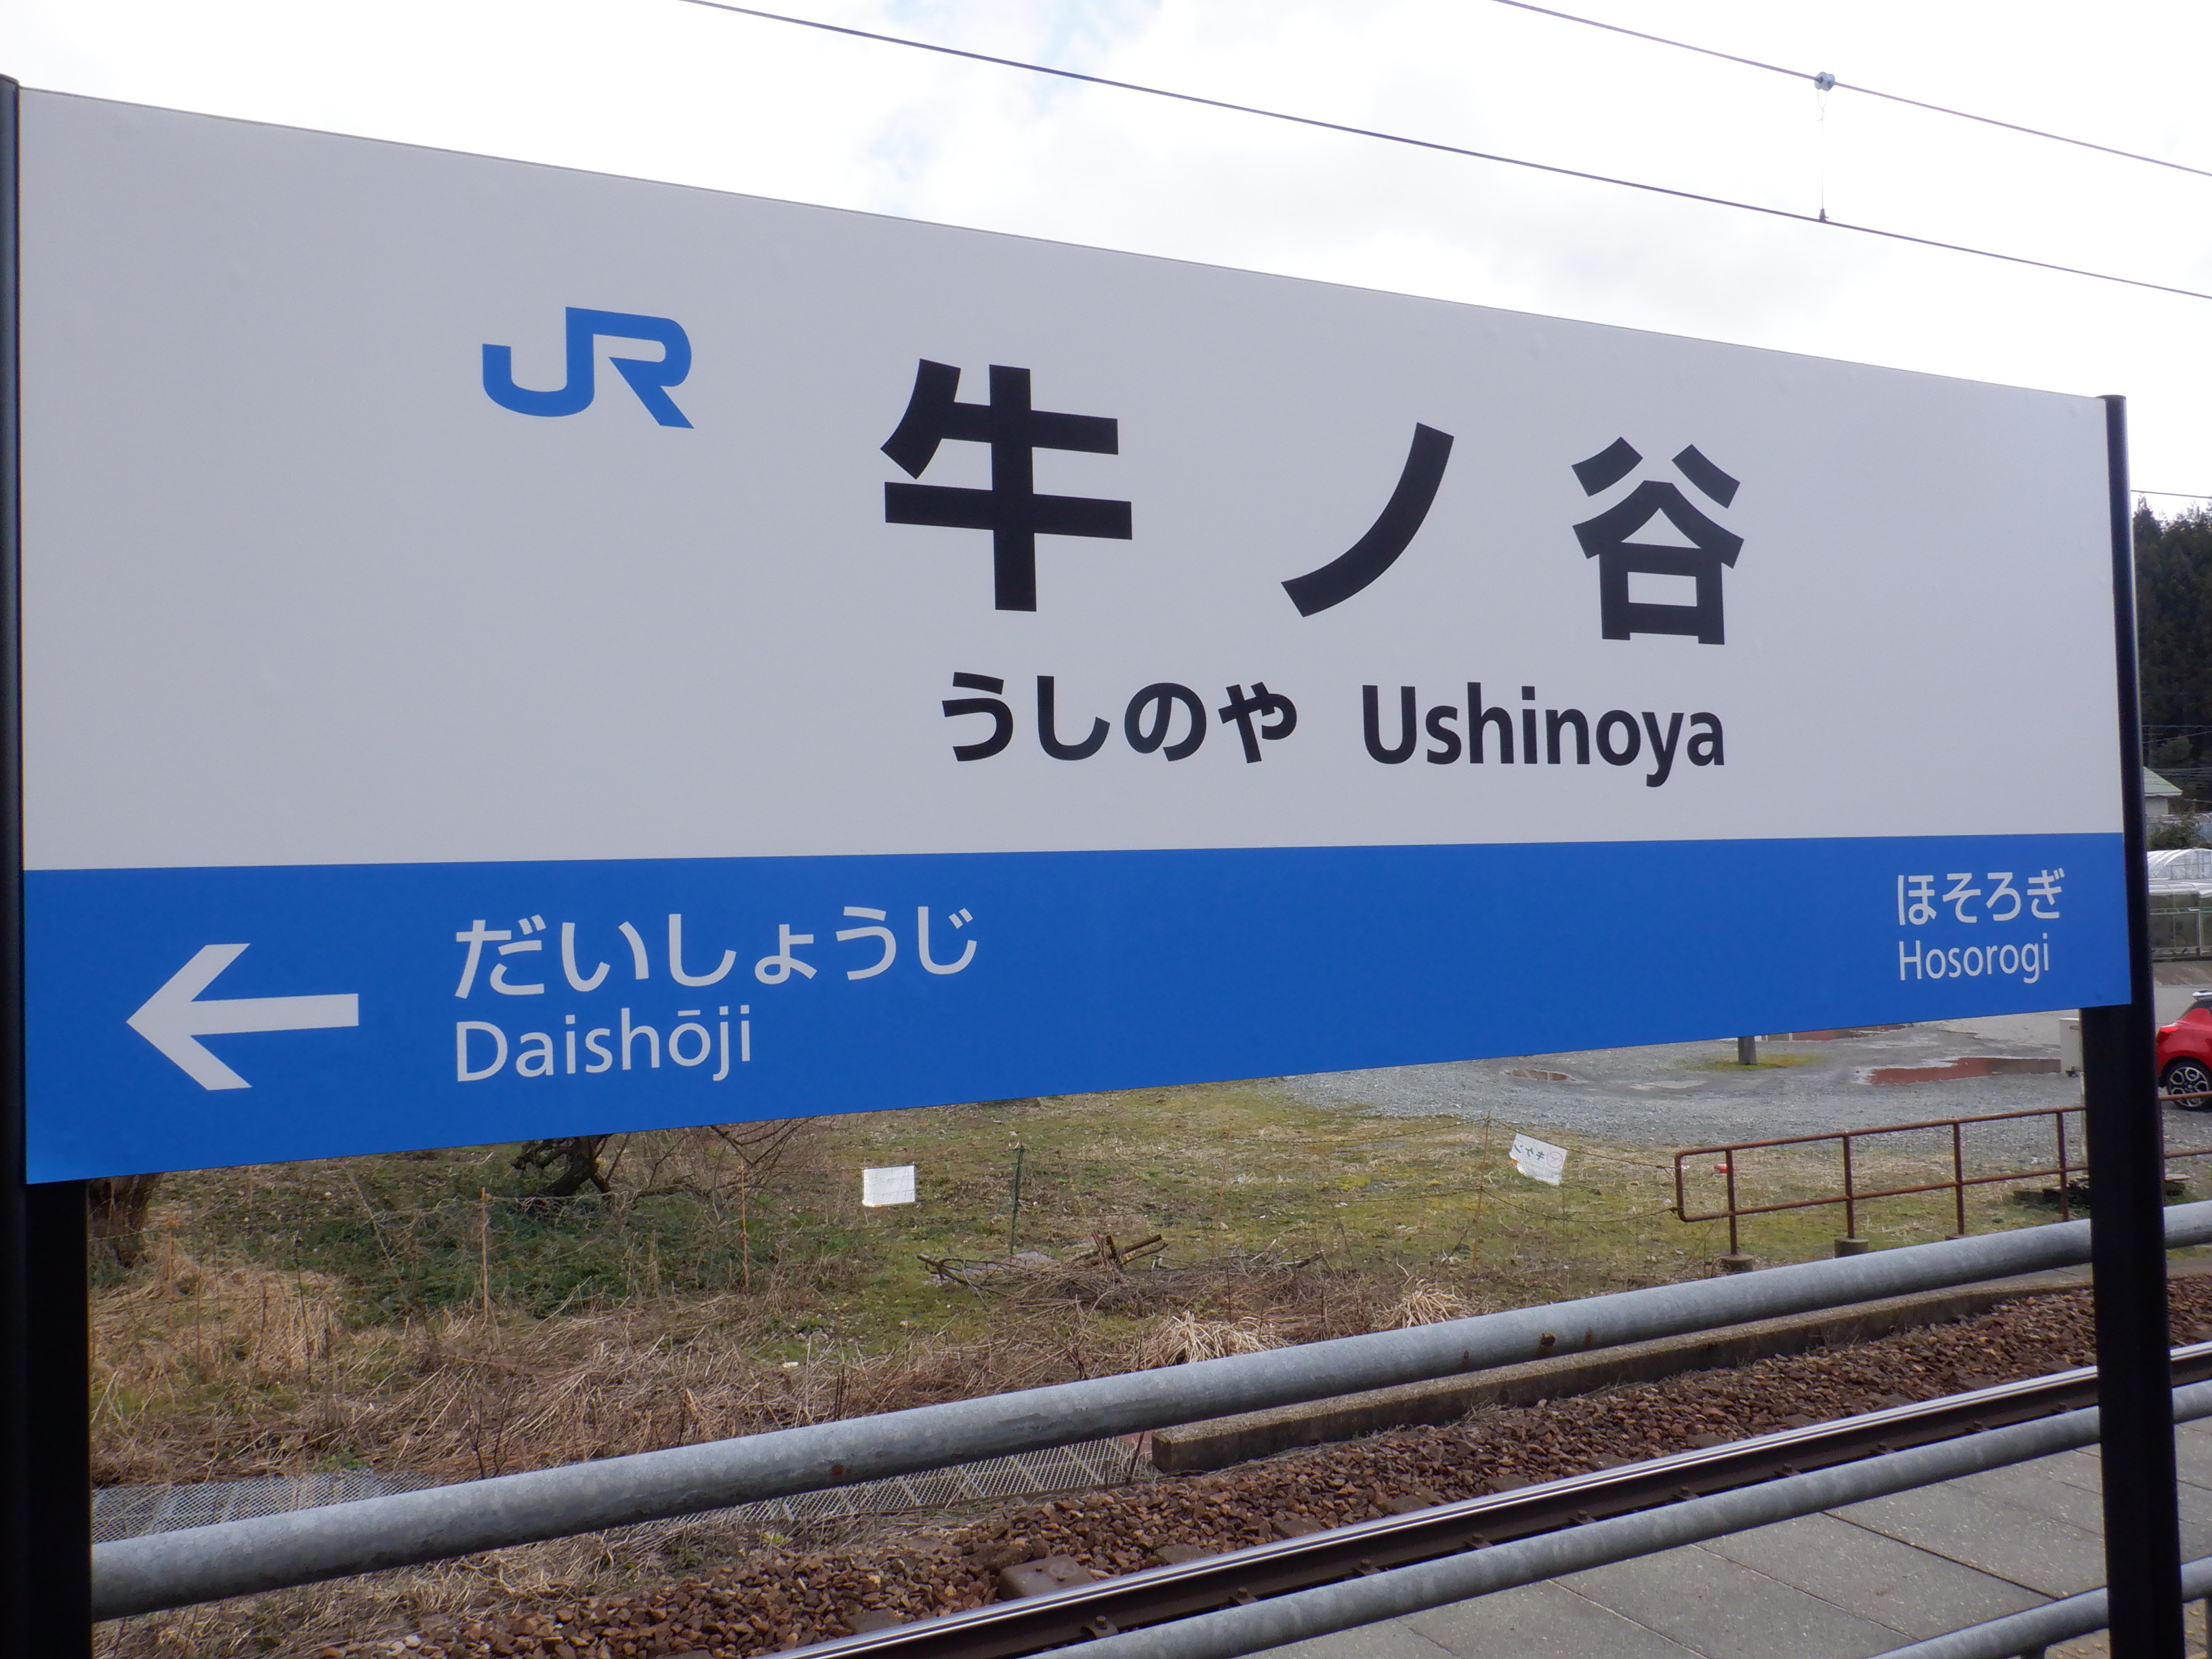 JR
牛ノ谷
うしのや Ushinoya
だいしょうじ
Daishōji
ほそろぎ
Hosorogi